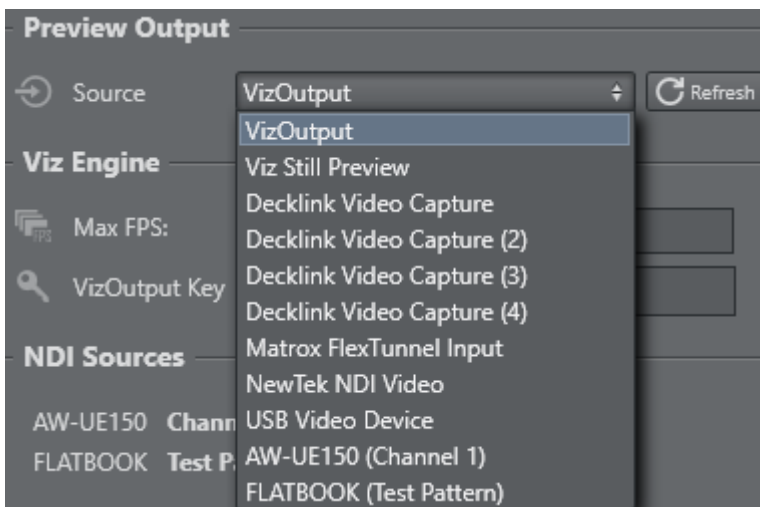 Preview Output
Source VizOutput Refresh
VizOutput
Viz Engine Viz Still Preview
Decklink Video Capture
Max FPS: Decklink Video Capture (2)
Decklink Video Capture (3)
VizOutput Key
Decklink Video Capture (4)
NDI Sources Matrox FlexTunnel Input
NewTek NDI Video
AW-UE150 Chann USB Video Device
AW-UE150 (Channel 1)
FLATBOOK Test P
FLATBOOK (Test Pattern)